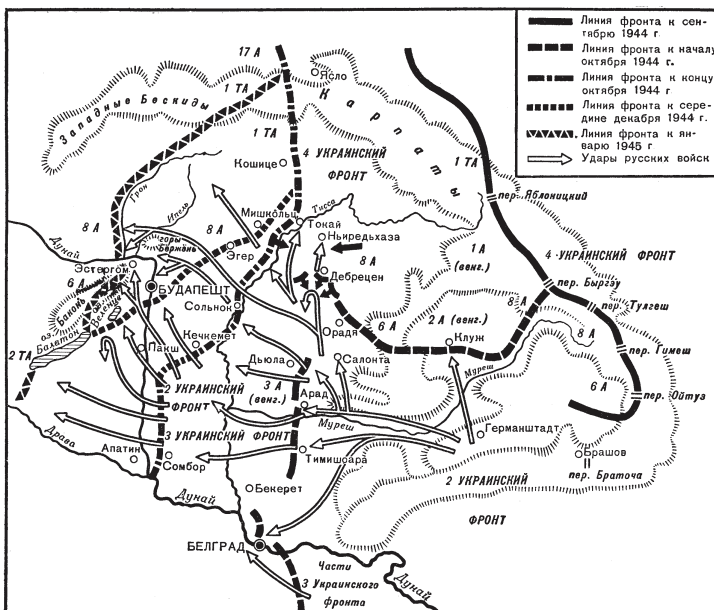 Линия фронта к сен-
тябрю 1944 г.
Линия фронта к началу
октября 1944 г.
Линия фронта к концу
октября 1944 г
Линия фронта к сере-
дине декабря 1944 г.
Линия фронта к ян-
варю 1945 г.
Удары русских войск
17 А
Ясло
1 ТА
Западные Бескиды
Карпаты
1 ТА
Кошице
4 УКРАИНСКИЙ
ФРОНТ
1 ТА
пер. Яблоницкий
Грон
Ипель
Мишкольц
Тисса
Токай
Ньиредьхаза
8 А
8 А
горы
Бержень
Эгер
8 А
1 А
(венг.)
4 УКРАИНСКИЙ ФРОНТ
Дунай
Эстергом
Дебрецен
пер. Быргэу
6 А
БУДАПЕШТ
пер. Тулгеш
Баконь
оз.
Веленце
оз.
Балатон
Сольнок
Орадя
6 А
2 А (венг.)
8 А
8 А
Клуж
Кечкемет
Пакш
пер. Гимеш
2 ТА
Дьюла
Салонта
Муреш
2 УКРАИНСКИЙ
ФРОНТ
3 А
(венг.)
Арад
6 А
пер. Ойтуз
Муреш
3 УКРАИНСКИЙ ФРОНТ
Германштадт
Драва
Апатин
Сомбор
Тимишоара
Брашов
пер. Браточа
2 УКРАИНСКИЙ
ФРОНТ
Дунай
Бекерет
БЕЛГРАД
Части
3 Украинского
фронта
Дунай